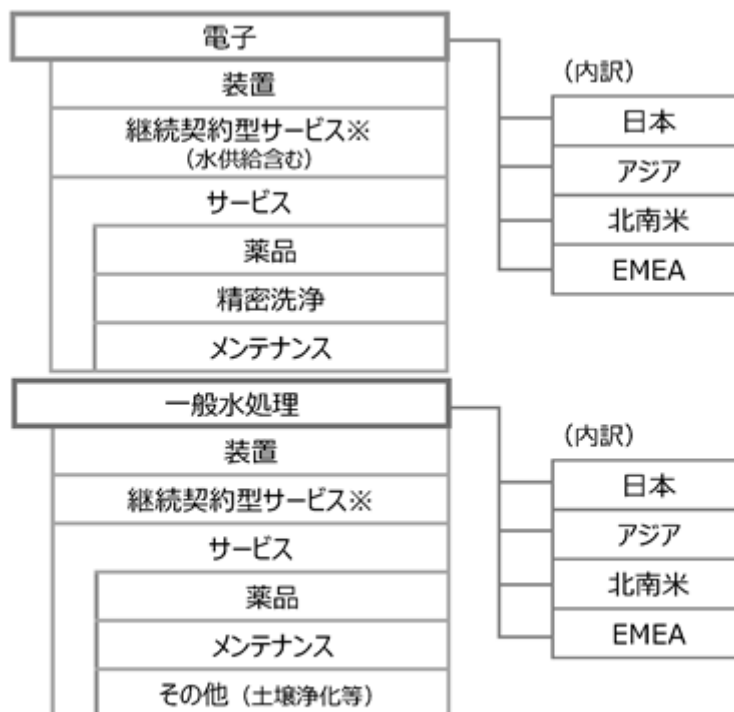 電子
装置
継続契約型サービス※
(水供給含む)
サービス
薬品
精密洗浄
メンテナンス
(内訳)
日本
アジア
北南米
EMEA
一般水処理
装置
継続契約型サービス※
サービス
薬品
メンテナンス
その他(土壌浄化等)
(内訳)
日本
アジア
北南米
EMEA